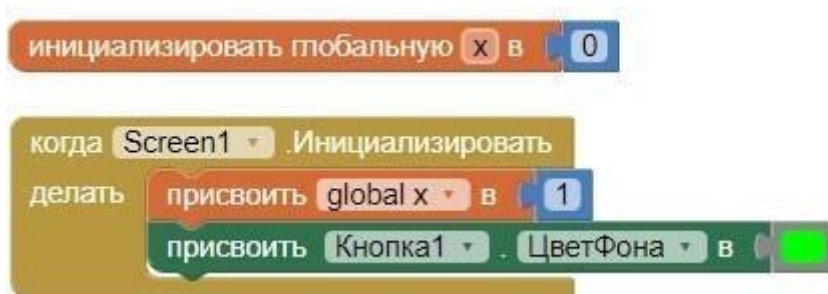 инициализировать глобальную x в 0
когда Screen1 .Инициализировать
делать присвоить global x в 1
присвоить Кнопка1 . ЦветФона в